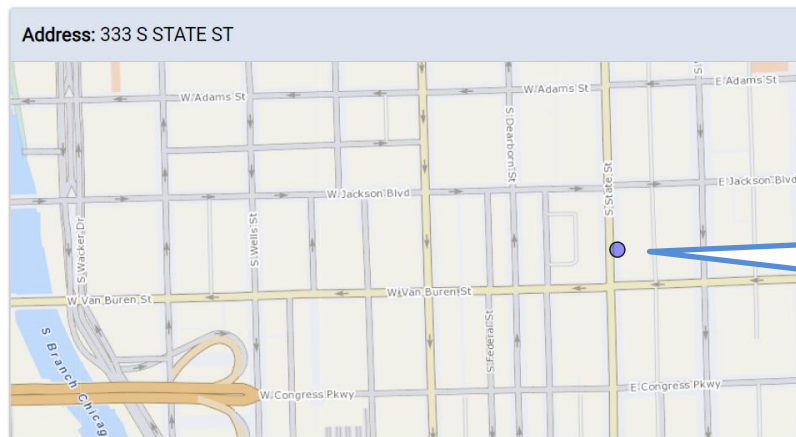 Address: 333 S STATE ST
W Adams St
W Adams St
E Adams St
S Dearborn St
W Jackson Blvd
E Jackson Blvd
S State St
S Wacker Dr
S Wells St
W Van Buren St
W Van Buren St
S Federal St
S Branch Chicag
W Congress Pkwy
E Congress Pkwy